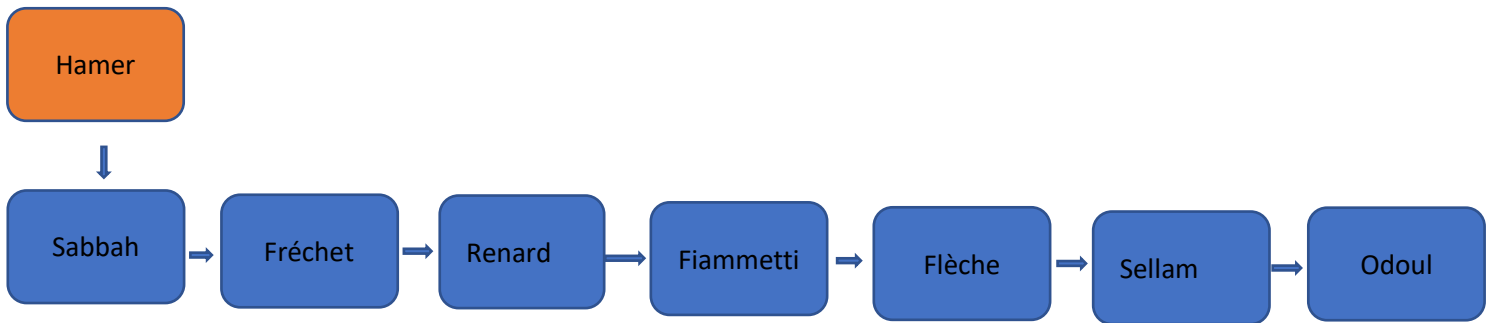 Hamer
Sabbah
Fréchet
Renard
Fiammetti
Flèche
Sellam
Odoul